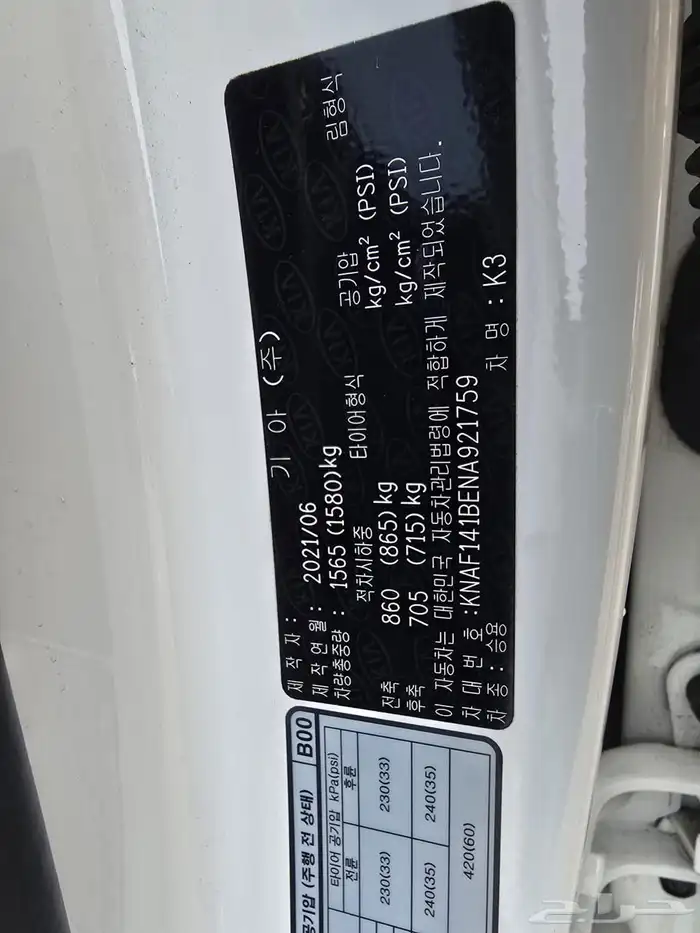 기 아 (주)
제 작 자 :
제 작 연 월 : 2021/06
차량총중량 : 1565 (1580)kg
적차시하중 타이어형식 공기압 림형식
kg/cm² (PSI)
전축 860 (865)kg
kg/cm² (PSI)
후축 705 (715)kg
이 자동차는 대한민국 자동차관리법령에 적합하게 제작되었습니다.
차 대 번 호 :KNAF141BENA921759
차 종 : 승용 차 명 : K3
KIA
공기압 (주행 전 상태) B00
타이어 공기압 kPa(psi)
전륜 후륜
230(33) 230(33)
240(35) 240(35)
420(60)
حراج